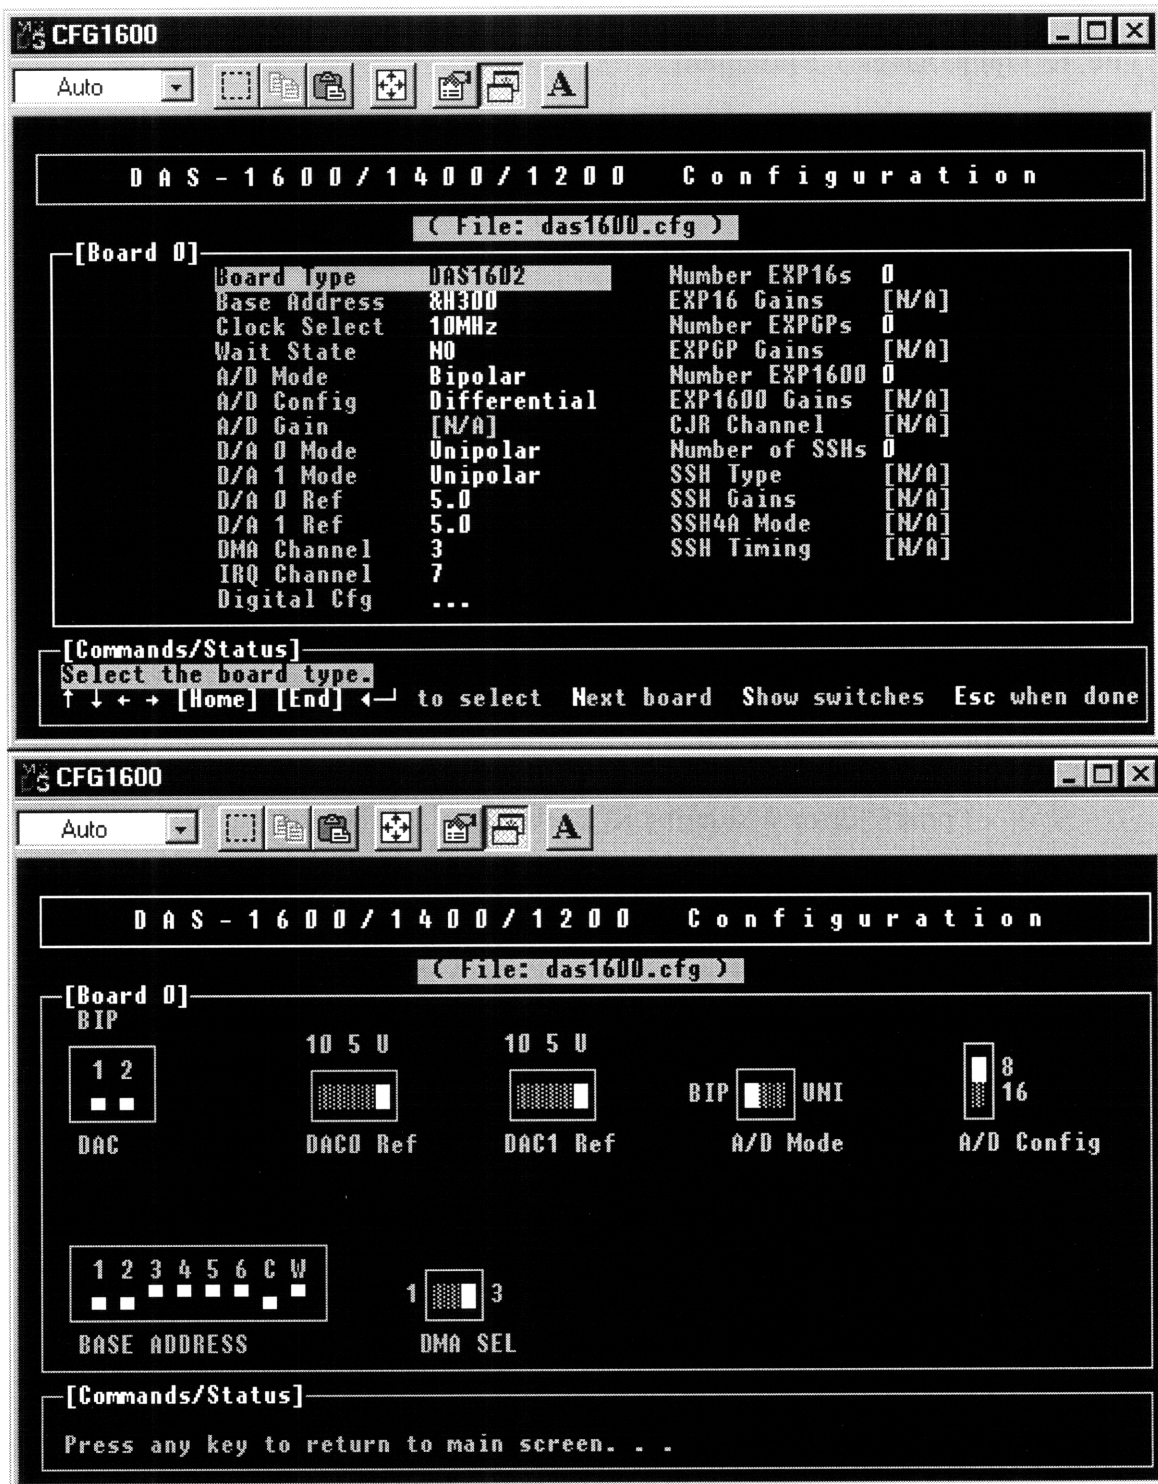 CFG1600
Auto
A
DAS-1600/1400/1200 Configuration
( File: das1600.cfg )
[Board 0]
Board Type DAS1602 Number EXP16s 0
Base Address &H300 EXP16 Gains [N/A]
Clock Select 10MHz Number EXPGPs 0
Wait State NO EXPGP Gains [N/A]
A/D Mode Bipolar Number EXP1600 0
A/D Config Differential EXP1600 Gains [N/A]
A/D Gain [N/A] CJR Channel [N/A]
D/A 0 Mode Unipolar Number of SSHs 0
D/A 1 Mode Unipolar SSH Type [N/A]
D/A 0 Ref 5.0 SSH Gains [N/A]
D/A 1 Ref 5.0 SSH4A Mode [N/A]
DMA Channel 3 SSH Timing [N/A]
IRQ Channel 7
Digital Cfg ...
[Commands/Status]
Select the board type.
↑ ↓ ← → [Home] [End] ◄┘ to select Next board Show switches Esc when done
CFG1600
Auto
A
DAS-1600/1400/1200 Configuration
( File: das1600.cfg )
[Board 0]
BIP
10 5 U 10 5 U
1 2 8
BIP UNI 16
DAC DAC0 Ref DAC1 Ref A/D Mode A/D Config
1 2 3 4 5 6 C W
1 3
BASE ADDRESS DMA SEL
[Commands/Status]
Press any key to return to main screen. . .